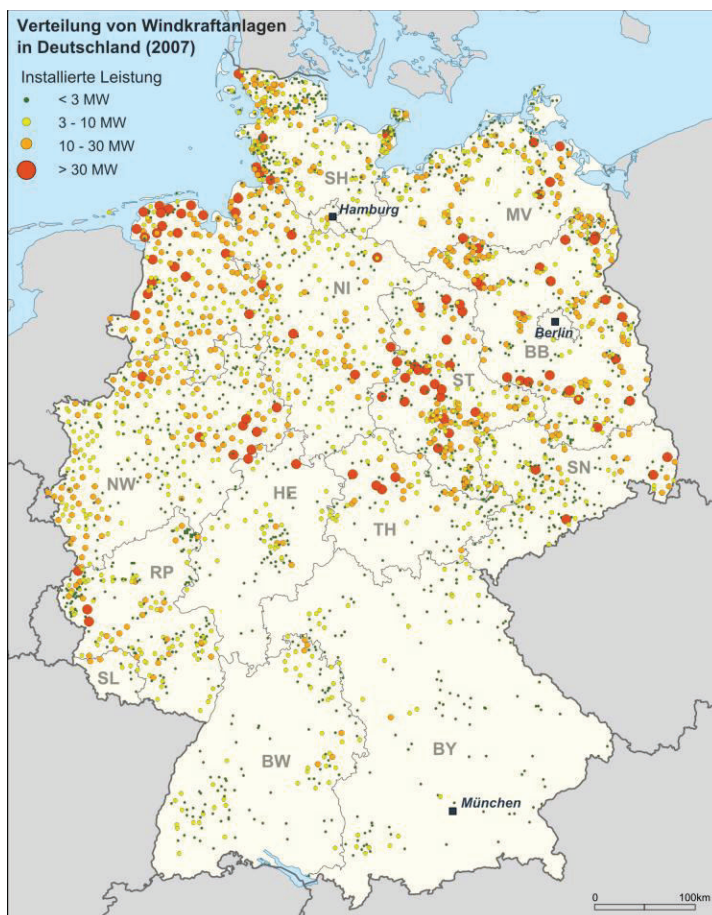 Verteilung von Windkraftanlagen
in Deutschland (2007)
Installierte Leistung
< 3 MW
3 - 10 MW
10 - 30 MW
> 30 MW
SH
Hamburg
MV
NI
Berlin
BB
ST
NW
SN
HE
TH
RP
SL
BW
BY
München
0 100km